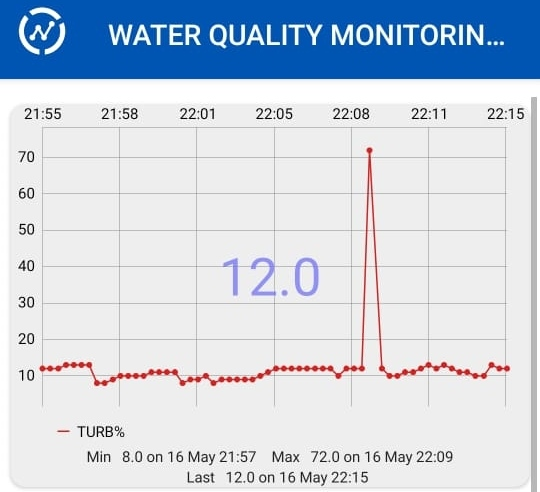 WATER QUALITY MONITORIN...
21:55 21:58 22:01 22:05 22:08 22:11 22:15
70
60
50
40
30
20
10
12.0
TURB%
Min 8.0 on 16 May 21:57 Max 72.0 on 16 May 22:09
Last 12.0 on 16 May 22:15